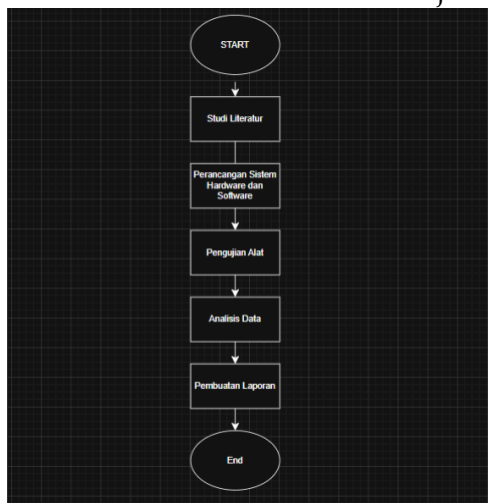 START
Studi Literatur
Perancangan Sistem
Hardware dan
Software
Pengujian Alat
Analisis Data
Pembuatan Laporan
End